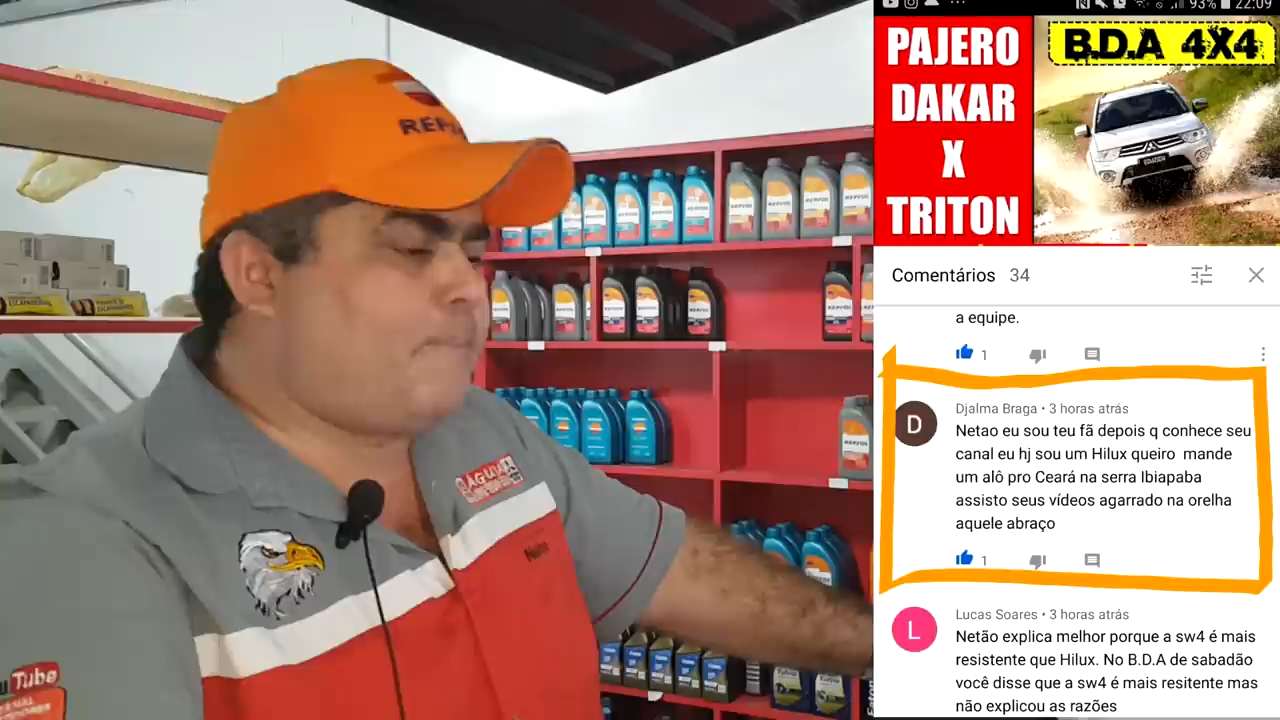 93% 22:09
PAJERO
DAKAR
X
TRITON
B.D.A 4X4
Comentários 34
a equipe.
1
Djalma Braga • 3 horas atrás
Netao eu sou teu fã depois q conhece seu
canal eu hj sou um Hilux queiro mande
um alô pro Ceará na serra Ibiapaba
assisto seus vídeos agarrado na orelha
aquele abraço
1
Lucas Soares • 3 horas atrás
Netão explica melhor porque a sw4 é mais
resistente que Hilux. No B.D.A de sabadão
você disse que a sw4 é mais resitente mas
não explicou as razões
D
L
AGUIA
Tube
REPSOL